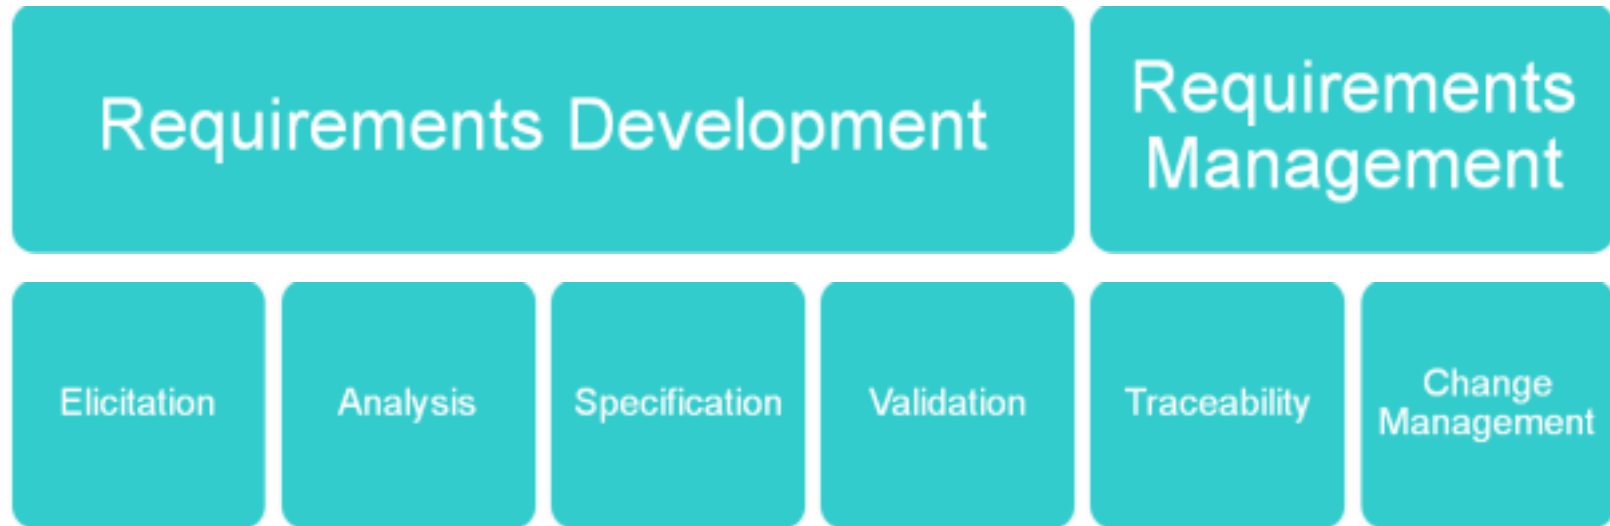 Requirements Development
Requirements
Management
Elicitation
Analysis
Specification
Validation
Traceability
Change
Management